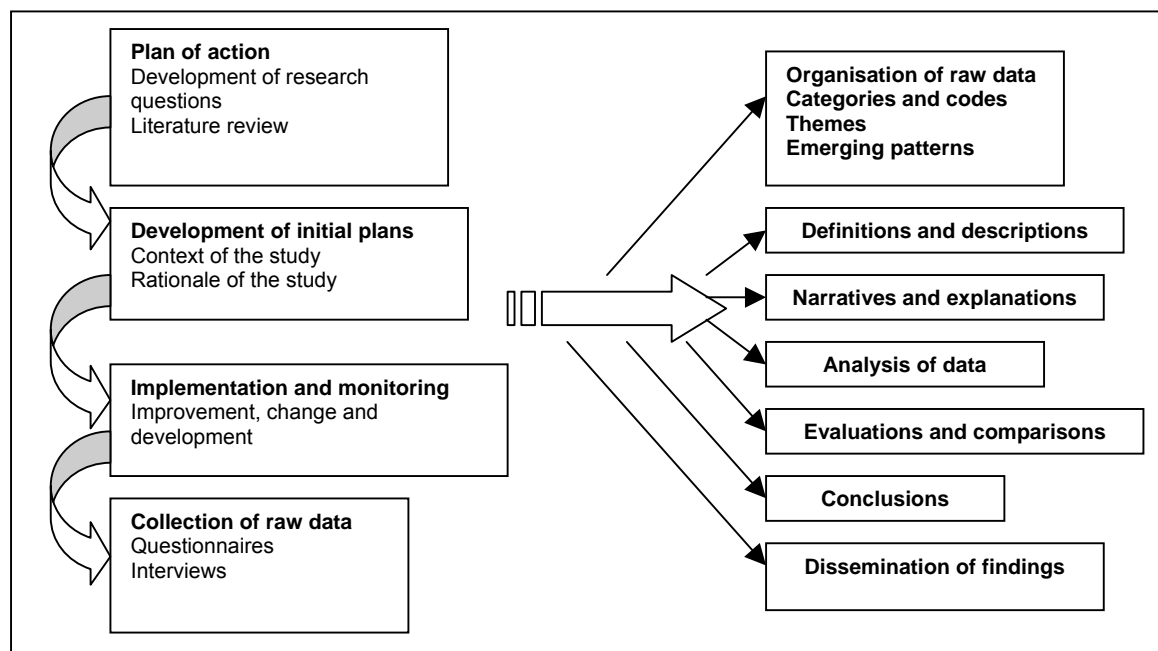 Plan of action
Development of research
questions
Literature review
Development of initial plans
Context of the study
Rationale of the study
Implementation and monitoring
Improvement, change and
development
Collection of raw data
Questionnaires
Interviews
Organisation of raw data
Categories and codes
Themes
Emerging patterns
Definitions and descriptions
Narratives and explanations
Analysis of data
Evaluations and comparisons
Conclusions
Dissemination of findings